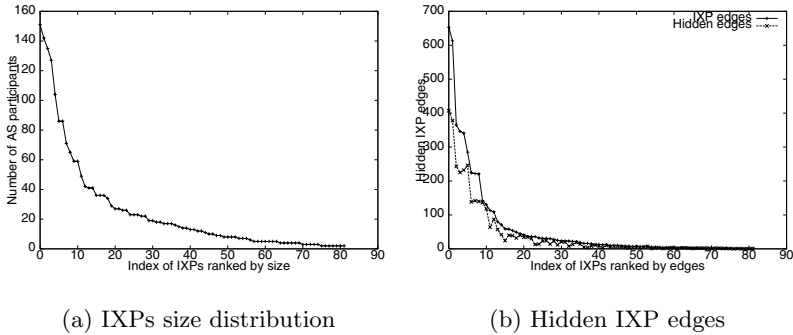 160
140
120
100
80
60
40
20
0
Number of AS participants
0 10 20 30 40 50 60 70 80 90
Index of IXPs ranked by size
(a) IXPs size distribution
700
600
500
400
300
200
100
0
Hidden IXP edges
IXP edges
Hidden edges
0 10 20 30 40 50 60 70 80 90
Index of IXPs ranked by edges
(b) Hidden IXP edges